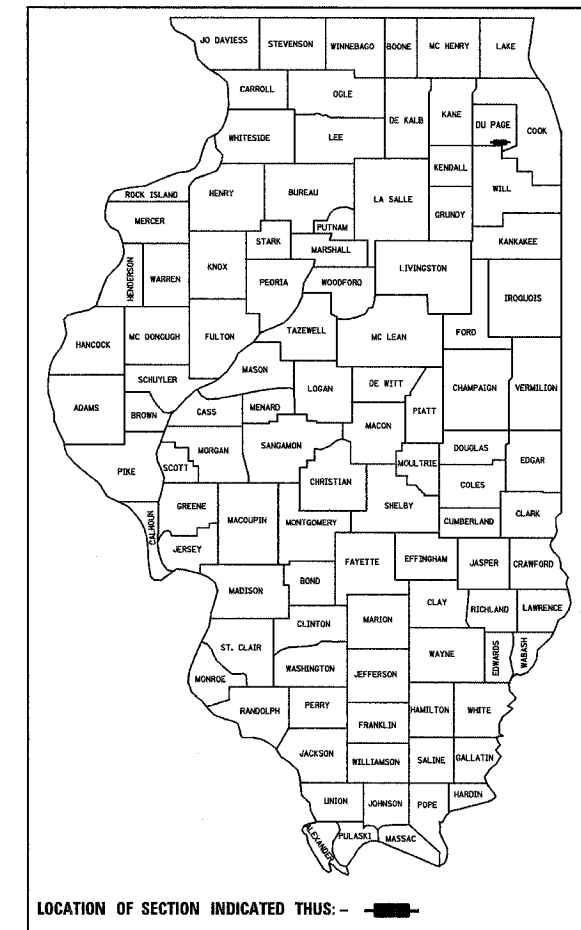 JO DAVIESS STEVENSON WINNEBAGO BOONE MC HENRY LAKE
CARROLL OGLE DE KALB KANE DU PAGE COOK
WHITESIDE LEE KENDALL WILL
ROCK ISLAND HENRY BUREAU LA SALLE GRUNDY
MERCER PUTNAM KANKAKEE
HENDERSON WARREN KNOX STARK MARSHALL LIVINGSTON
PEORIA WOODFORD IROQUOIS
HANCOCK MC DONOUGH FULTON TAZEWELL MC LEAN FORD
SCHUYLER MASON
ADAMS BROWN CASS MENARD LOGAN DE WITT PIATT CHAMPAIGN VERMILION
PIKE SCOTT MORGAN SANGAMON MACON MOULTRIE DOUGLAS EDGAR
CHRISTIAN COLES
CALHOUN GREENE MACOUPIN MONTGOMERY SHELBY CUMBERLAND CLARK
JERSEY FAYETTE EFFINGHAM JASPER CRAWFORD
MADISON BOND CLAY RICHLAND LAWRENCE
CLINTON MARION
ST. CLAIR WAYNE EDWARDS WABASH
MONROE WASHINGTON JEFFERSON
RANDOLPH PERRY HAMILTON WHITE
FRANKLIN
JACKSON WILLIAMSON SALINE GALLATIN
UNION JOHNSON POPE HARDIN
ALEXANDER PULASKI MASSAC
LOCATION OF SECTION INDICATED THUS: –